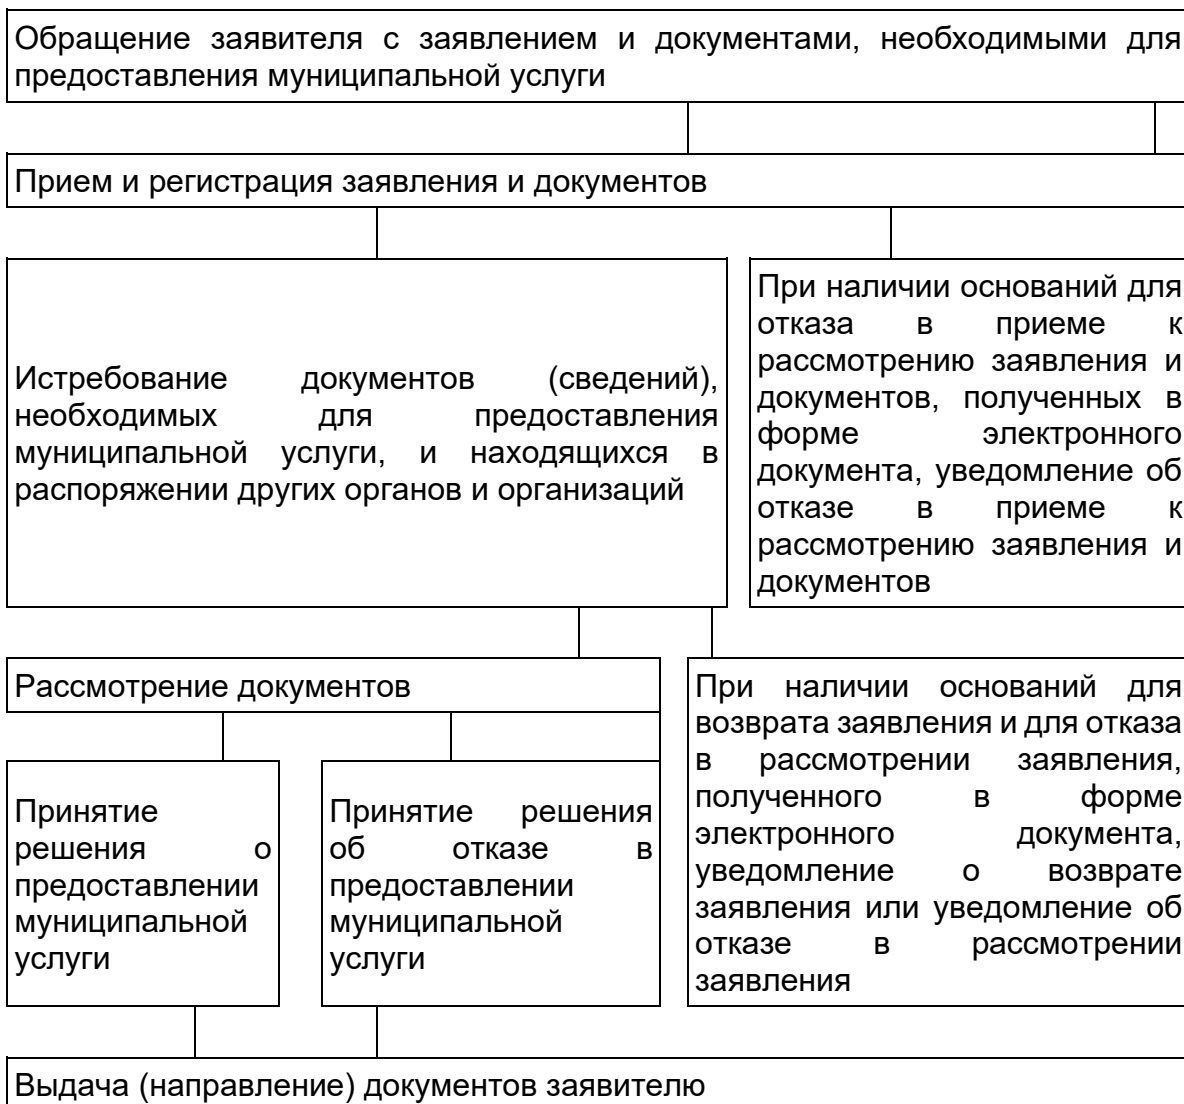 Обращение заявителя с заявлением и документами, необходимыми для
предоставления муниципальной услуги
Прием и регистрация заявления и документов
Истребование документов (сведений),
необходимых для предоставления
муниципальной услуги, и находящихся в
распоряжении других органов и организаций
При наличии оснований для
отказа в приеме к
рассмотрению заявления и
документов, полученных в
форме электронного
документа, уведомление об
отказе в приеме к
рассмотрению заявления и
документов
Рассмотрение документов
Принятие
решения о
предоставлении
муниципальной
услуги
Принятие решения
об отказе в
предоставлении
муниципальной
услуги
При наличии оснований для
возврата заявления и для отказа
в рассмотрении заявления,
полученного в форме
электронного документа,
уведомление о возврате
заявления или уведомление об
отказе в рассмотрении
заявления
Выдача (направление) документов заявителю